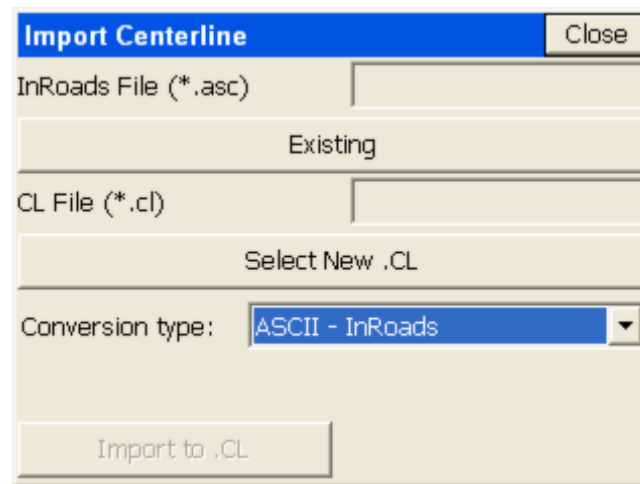 Import Centerline Close
InRoads File (*.asc)
Existing
CL File (*.cl)
Select New .CL
Conversion type: ASCII - InRoads
Import to .CL